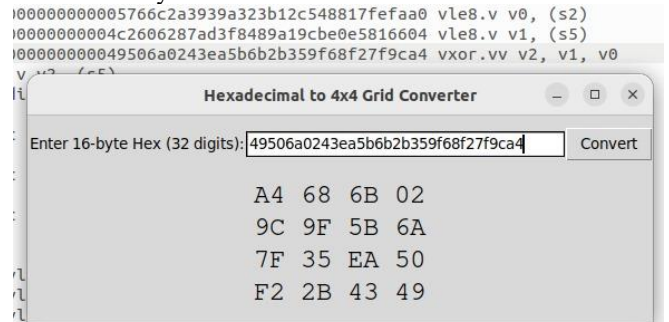 000000000005766c2a3939a323b12c548817fefaa0 vle8.v v0, (s2)
00000000004c2606287ad3f8489a19cbe0e5816604 vle8.v v1, (s5)
000000000049506a0243ea5b6b2b359f68f27f9ca4 vxor.vv v2, v1, v0
Hexadecimal to 4x4 Grid Converter
Enter 16-byte Hex (32 digits): 49506a0243ea5b6b2b359f68f27f9ca4 Convert
A4 68 6B 02
9C 9F 5B 6A
7F 35 EA 50
F2 2B 43 49